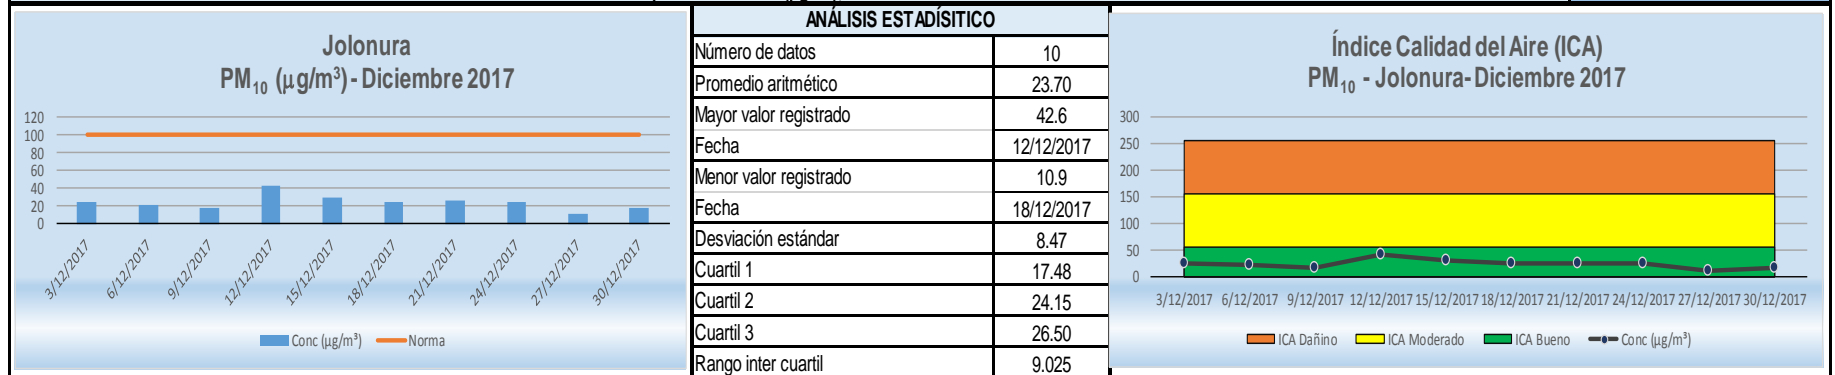 Jolonura
PM10 (µg/m³) - Diciembre 2017
120
100
80
60
40
20
0
3/12/2017
6/12/2017
9/12/2017
12/12/2017
15/12/2017
18/12/2017
21/12/2017
24/12/2017
27/12/2017
30/12/2017
Conc (µg/m³) Norma
ANÁLISIS ESTADÍSITICO
Número de datos 10
Promedio aritmético 23.70
Mayor valor registrado 42.6
Fecha 12/12/2017
Menor valor registrado 10.9
Fecha 18/12/2017
Desviación estándar 8.47
Cuartil 1 17.48
Cuartil 2 24.15
Cuartil 3 26.50
Rango inter cuartil 9.025
Índice Calidad del Aire (ICA)
PM10 - Jolonura- Diciembre 2017
300
250
200
150
100
50
0
3/12/2017 6/12/2017 9/12/2017 12/12/2017 15/12/2017 18/12/2017 21/12/2017 24/12/2017 27/12/2017 30/12/2017
ICA Dañino ICA Moderado ICA Bueno Conc (µg/m³)